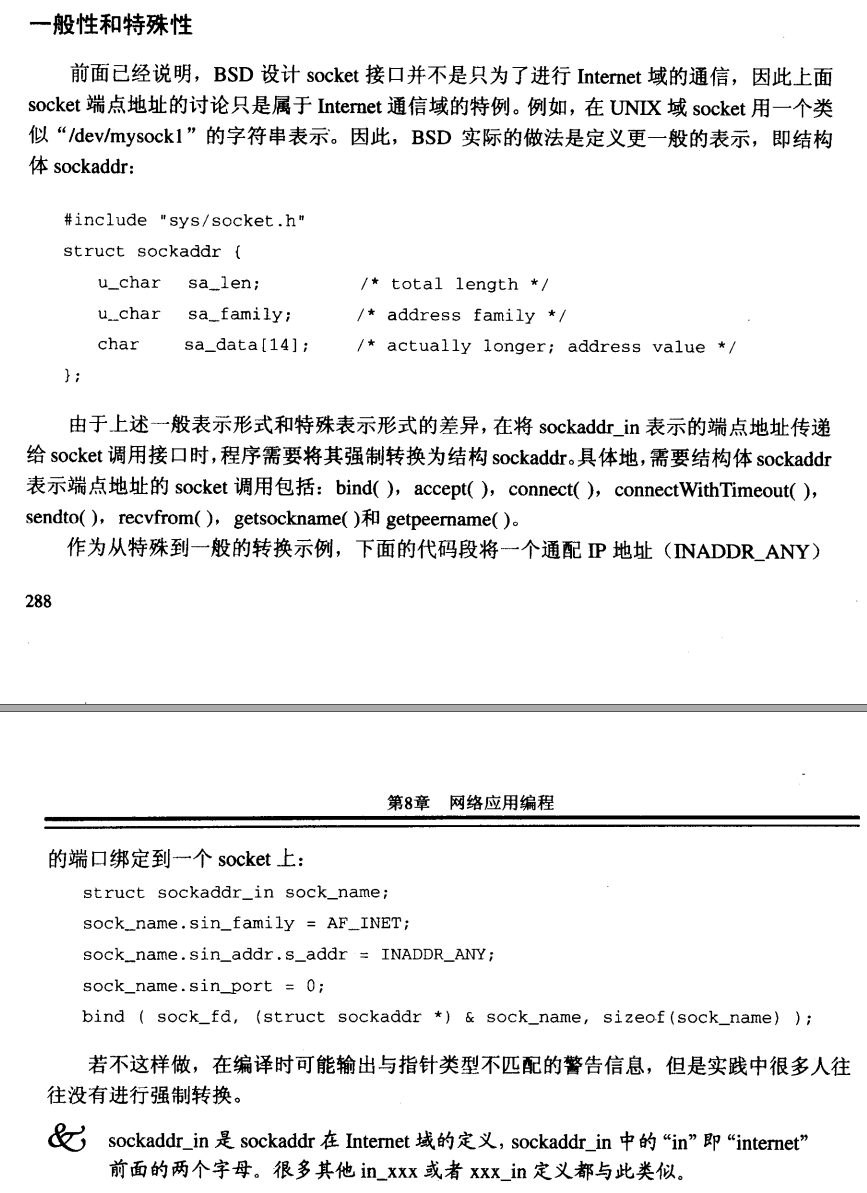 一般性和特殊性
前面已经说明，BSD 设计 socket 接口并不是只为了进行 Internet 域的通信，因此上面
socket 端点地址的讨论只是属于 Internet 通信域的特例。例如，在 UNIX 域 socket 用一个类
似“/dev/mysock1”的字符串表示。因此，BSD 实际的做法是定义更一般的表示，即结构
体 sockaddr：
#include "sys/socket.h"
struct sockaddr {
u_char sa_len; /* total length */
u_char sa_family; /* address family */
char sa_data[14]; /* actually longer; address value */
};
由于上述一般表示形式和特殊表示形式的差异，在将 sockaddr_in 表示的端点地址传递
给 socket 调用接口时，程序需要将其强制转换为结构 sockaddr。具体地，需要结构体 sockaddr
表示端点地址的 socket 调用包括：bind( )，accept( )，connect( )，connectWithTimeout( )，
sendto( )，recvfrom( )，getsockname( )和 getpeername( )。
作为从特殊到一般的转换示例，下面的代码段将一个通配 IP 地址（INADDR_ANY）
288
第8章 网络应用编程
的端口绑定到一个 socket 上：
struct sockaddr_in sock_name;
sock_name.sin_family = AF_INET;
sock_name.sin_addr.s_addr = INADDR_ANY;
sock_name.sin_port = 0;
bind ( sock_fd, (struct sockaddr *) & sock_name, sizeof(sock_name) );
若不这样做，在编译时可能输出与指针类型不匹配的警告信息，但是实践中很多人往
往没有进行强制转换。
sockaddr_in 是 sockaddr 在 Internet 域的定义，sockaddr_in 中的“in”即“internet”
前面的两个字母。很多其他 in_xxx 或者 xxx_in 定义都与此类似。